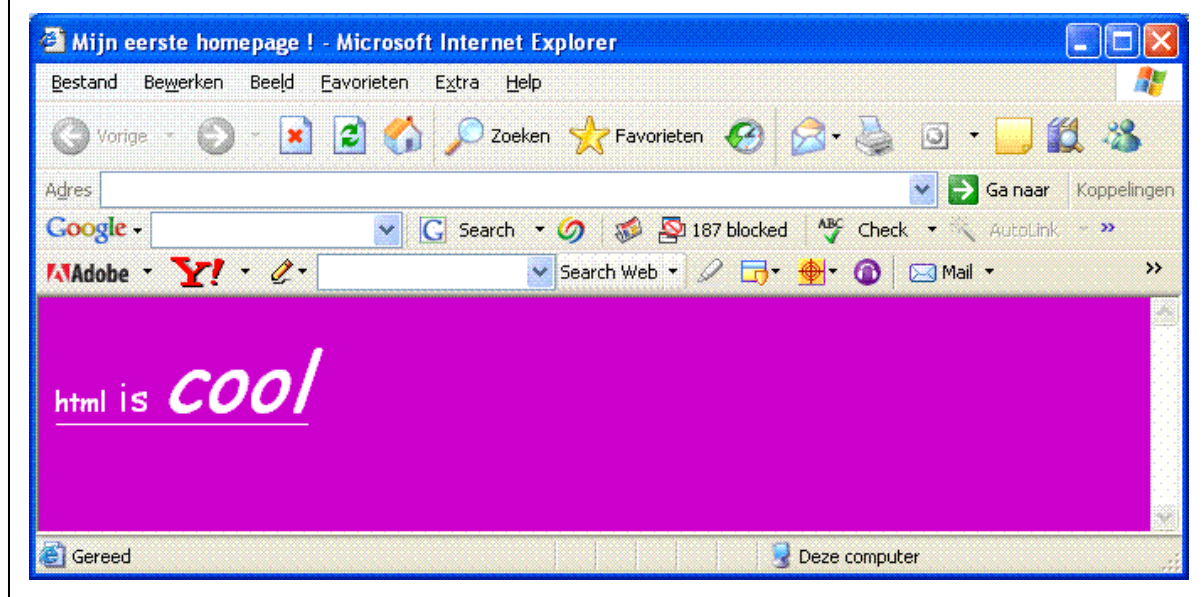 Mijn eerste homepage ! - Microsoft Internet Explorer
Bestand Bewerken Beeld Favorieten Extra Help
Vorige Zoeken Favorieten
Adres Ga naar Koppelingen
Google Search 187 blocked ABC Check AutoLink »
Adobe Y! Search Web Mail »
html is cool
Gereed Deze computer